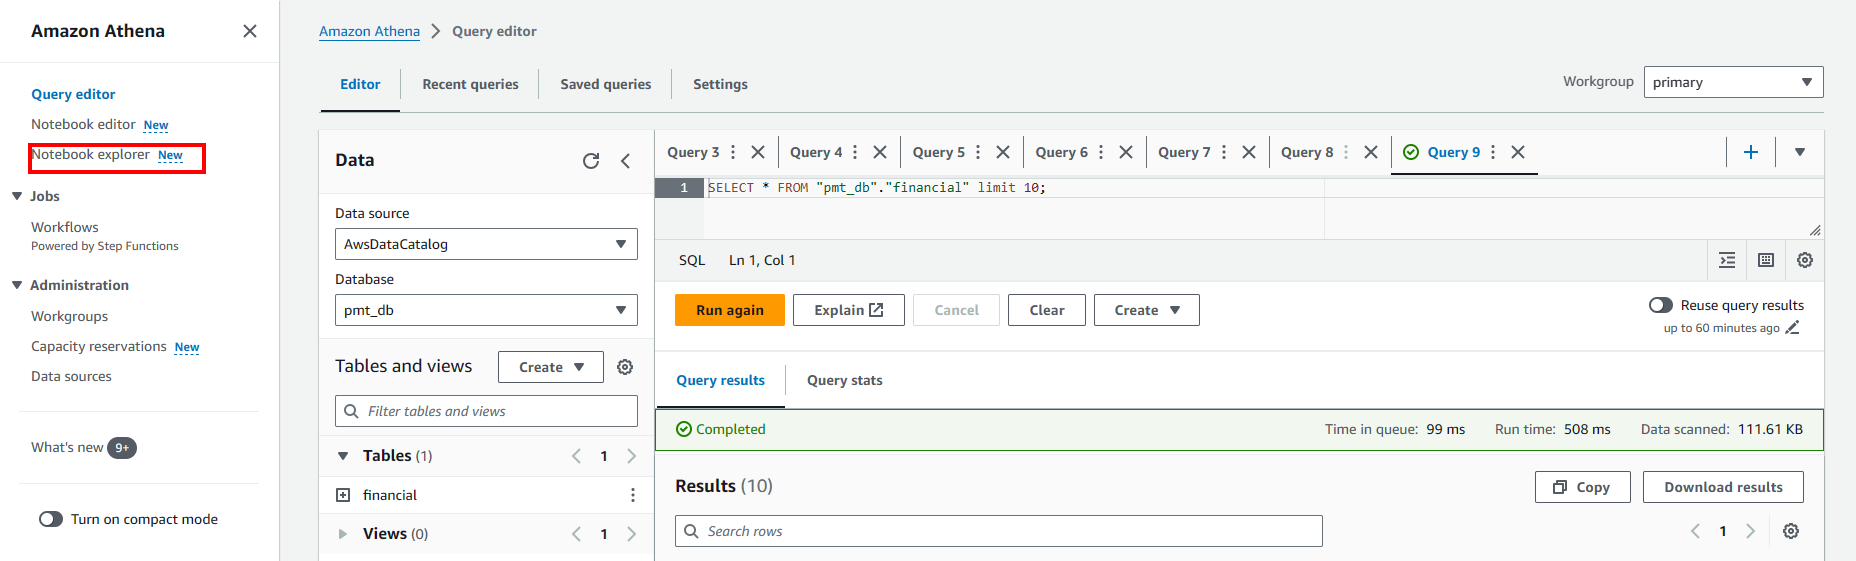 Amazon Athena
Query editor
Notebook editor New
Notebook explorer New
Jobs
Workflows
Powered by Step Functions
Administration
Workgroups
Capacity reservations New
Data sources
What's new 9+
Turn on compact mode
Amazon Athena > Query editor
Editor Recent queries Saved queries Settings
Workgroup primary
Data
Data source
AwsDataCatalog
Database
pmt_db
Tables and views Create
Filter tables and views
Tables (1) 1
financial
Views (0) 1
Query 3 Query 4 Query 5 Query 6 Query 7 Query 8 Query 9
1 SELECT * FROM "pmt_db"."financial" limit 10;
SQL Ln 1, Col 1
Run again Explain Cancel Clear Create
Reuse query results
up to 60 minutes ago
Query results Query stats
Completed Time in queue: 99 ms Run time: 508 ms Data scanned: 111.61 KB
Results (10) Copy Download results
Search rows 1